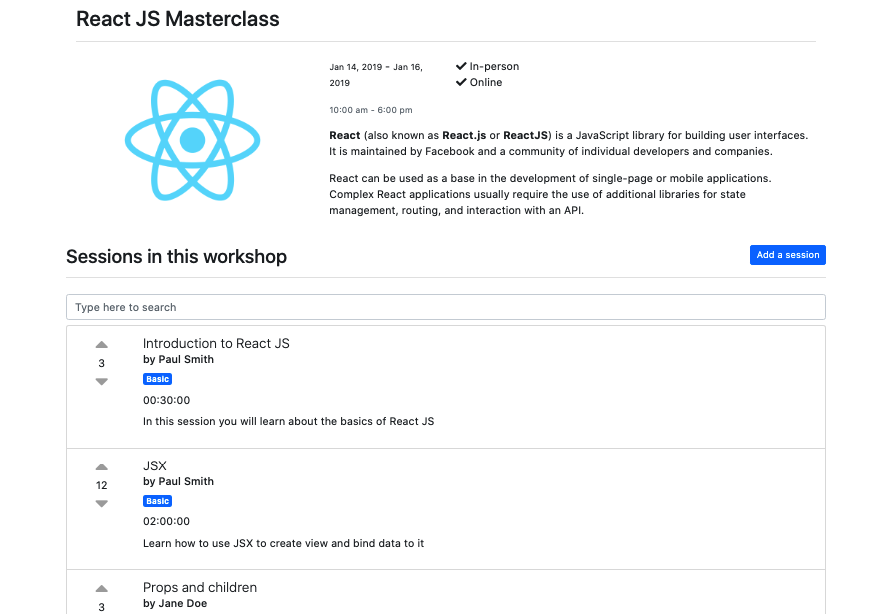 React JS Masterclass
Jan 14, 2019 - Jan 16,
2019
10:00 am - 6:00 pm
In-person
Online
React (also known as React.js or ReactJS) is a JavaScript library for building user interfaces.
It is maintained by Facebook and a community of individual developers and companies.
React can be used as a base in the development of single-page or mobile applications.
Complex React applications usually require the use of additional libraries for state
management, routing, and interaction with an API.
Sessions in this workshop
Add a session
Type here to search
Introduction to React JS
3
by Paul Smith
Basic
00:30:00
In this session you will learn about the basics of React JS
JSX
12
by Paul Smith
Basic
02:00:00
Learn how to use JSX to create view and bind data to it
Props and children
3
by Jane Doe